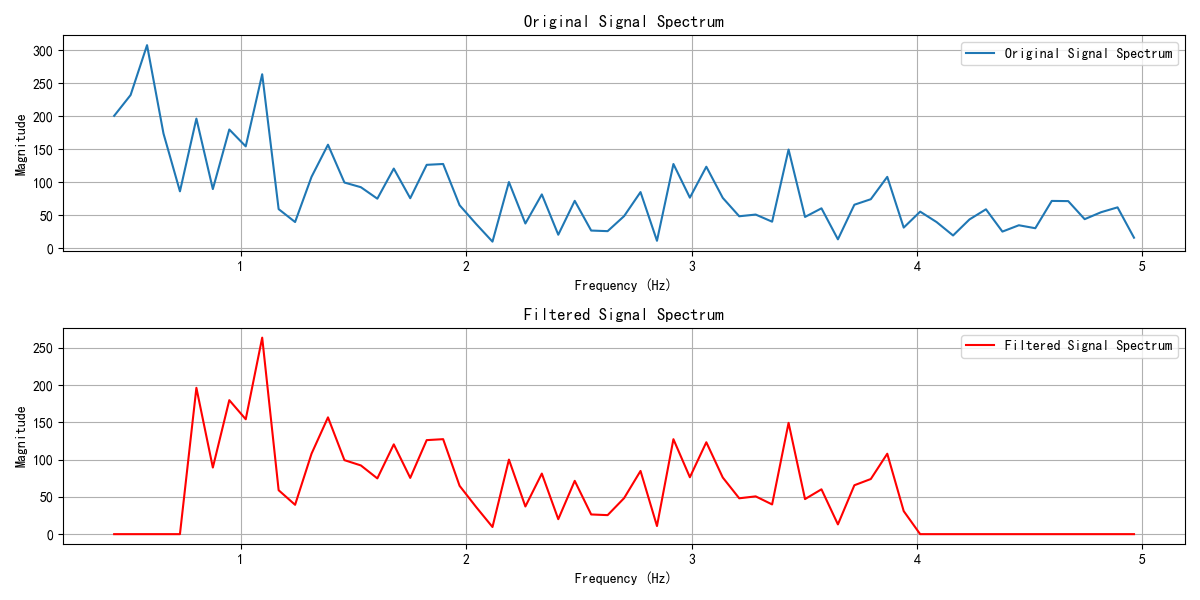 Original Signal Spectrum
Original Signal Spectrum
300
250
200
150
100
50
0
Magnitude
1 2 3 4 5
Frequency (Hz)
Filtered Signal Spectrum
Filtered Signal Spectrum
250
200
150
100
50
0
Magnitude
1 2 3 4 5
Frequency (Hz)